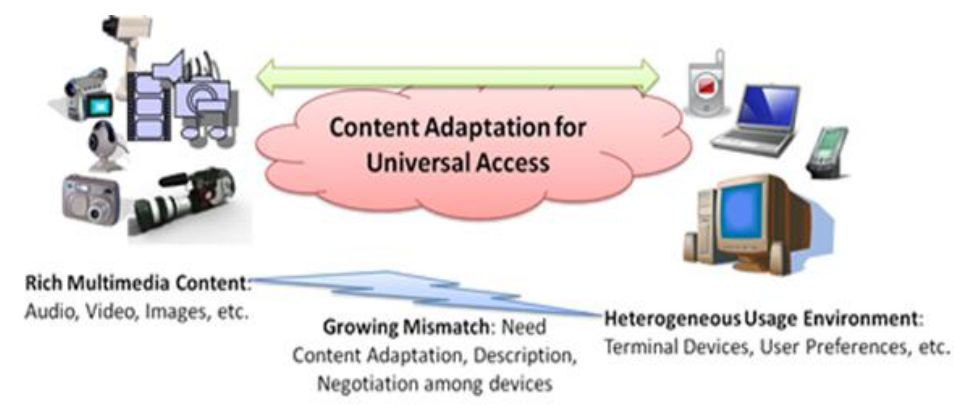 Content Adaptation for
Universal Access
Rich Multimedia Content:
Audio, Video, Images, etc.
Growing Mismatch: Need
Content Adaptation, Description,
Negotiation among devices
Heterogeneous Usage Environment:
Terminal Devices, User Preferences, etc.